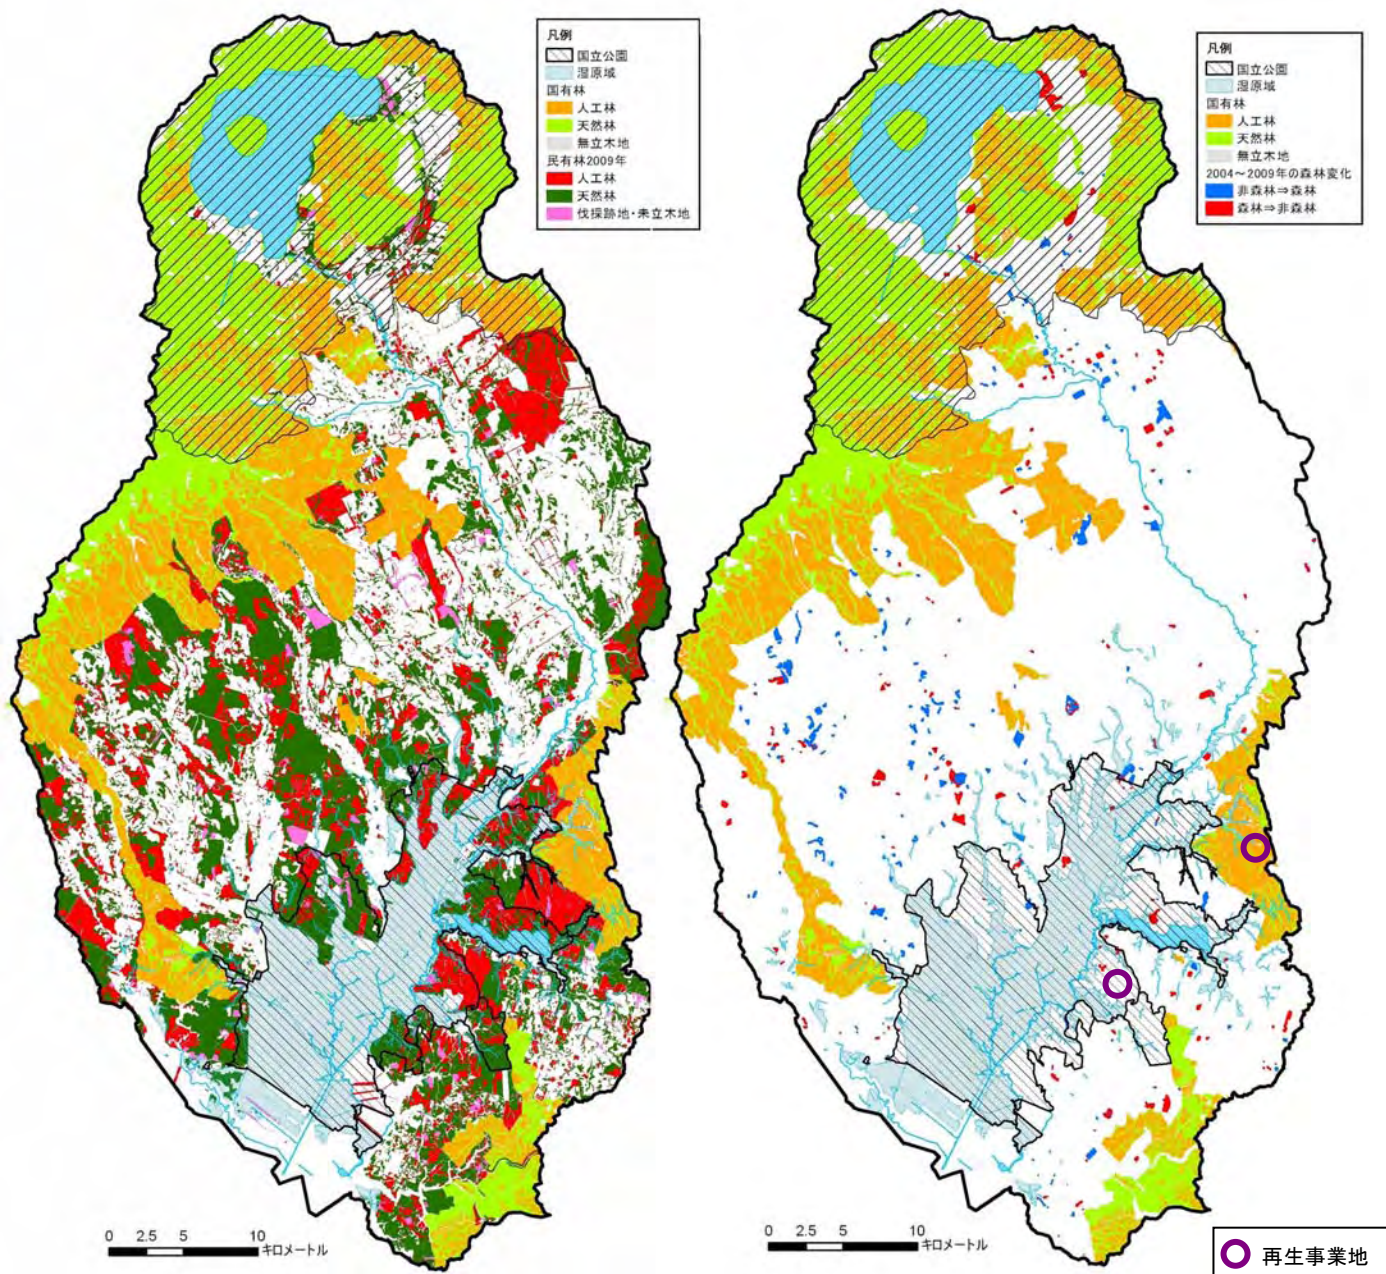 凡例
国立公園
湿原域
国有林
人工林
天然林
無立木地
民有林2009年
人工林
天然林
伐採跡地・未立木地
0 2.5 5 10
キロメートル
凡例
国立公園
湿原域
国有林
人工林
天然林
無立木地
2004～2009年の森林変化
非森林⇒森林
森林⇒非森林
0 2.5 5 10
キロメートル
再生事業地